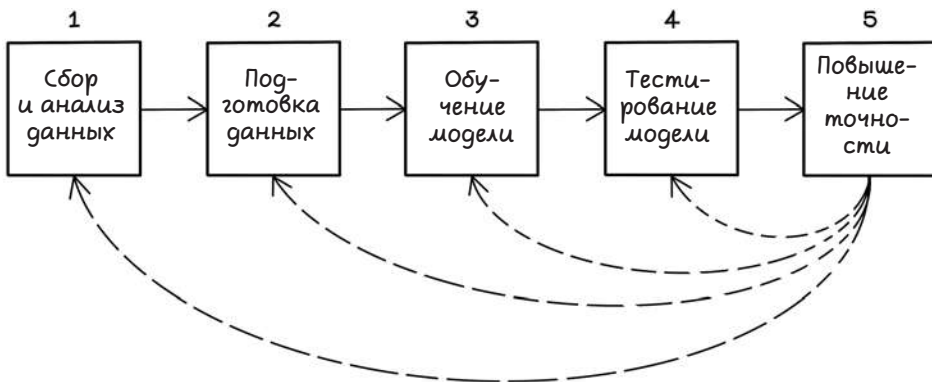 1
2
3
4
5
Сбор
и анализ
данных
Под-
готовка
данных
Обу-
чение
модели
Тести-
рование
модели
Повыше-
ние
точно-
сти